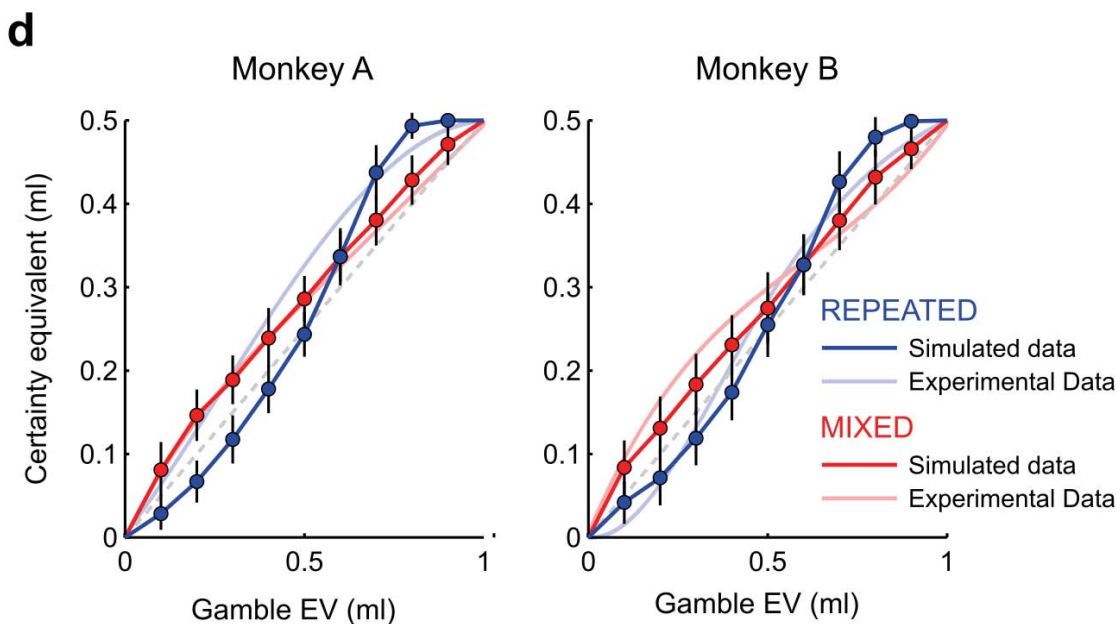 d
Monkey A
Monkey B
Certainty equivalent (ml)
0.5
0.4
0.3
0.2
0.1
0
0
0.5
1
Gamble EV (ml)
0.5
0.4
0.3
0.2
0.1
0
0
0.5
1
Gamble EV (ml)
REPEATED
Simulated data
Experimental Data
MIXED
Simulated data
Experimental Data